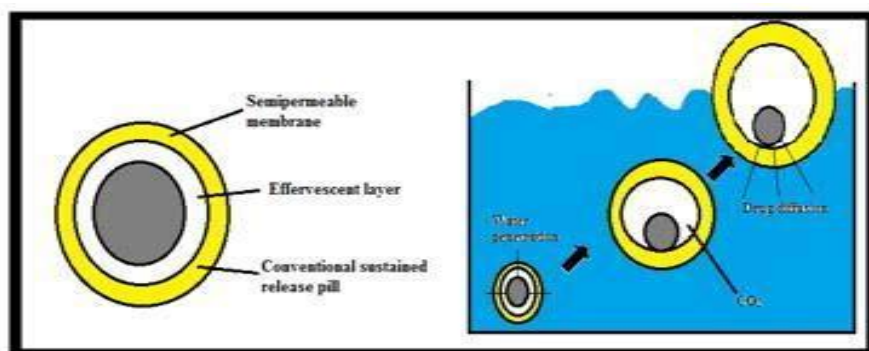 Semipermeable
membrane
Effervescent layer
Conventional sustained
release pill
Water
penetration
Drug diffusion
CO2